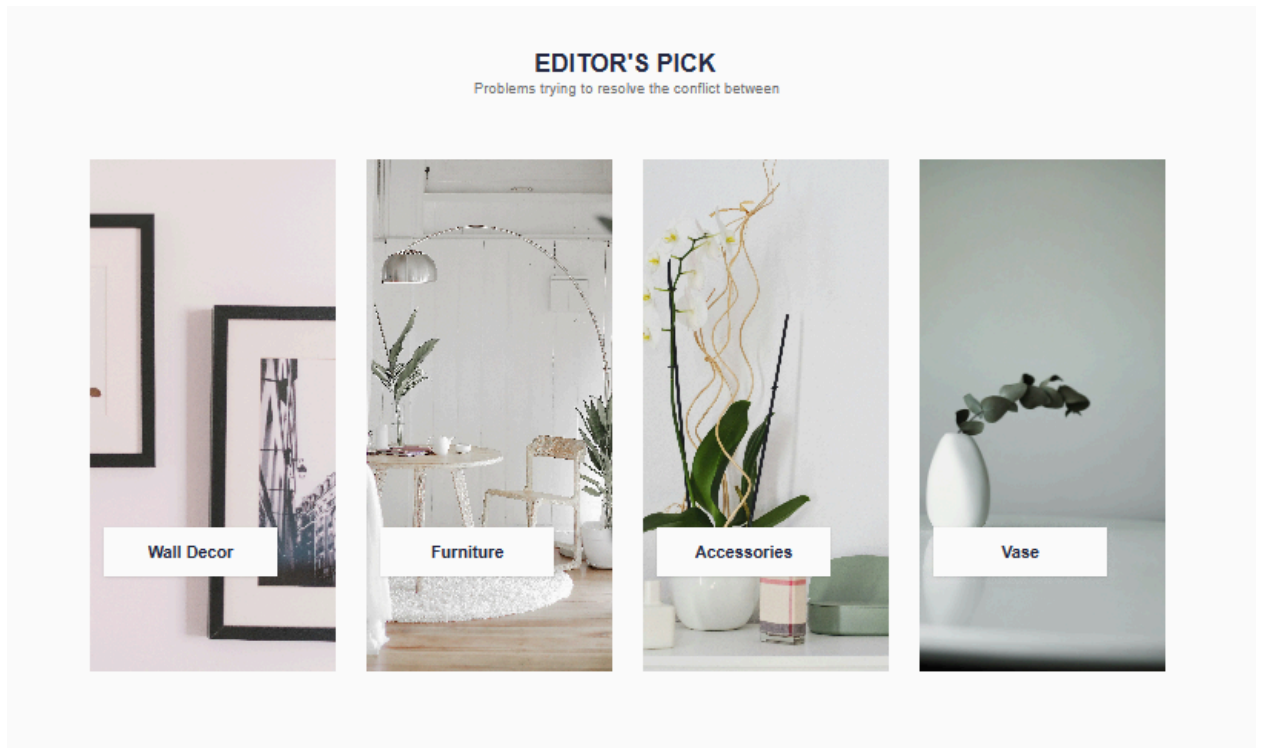 EDITOR'S PICK
Problems trying to resolve the conflict between
Wall Decor
Furniture
Accessories
Vase